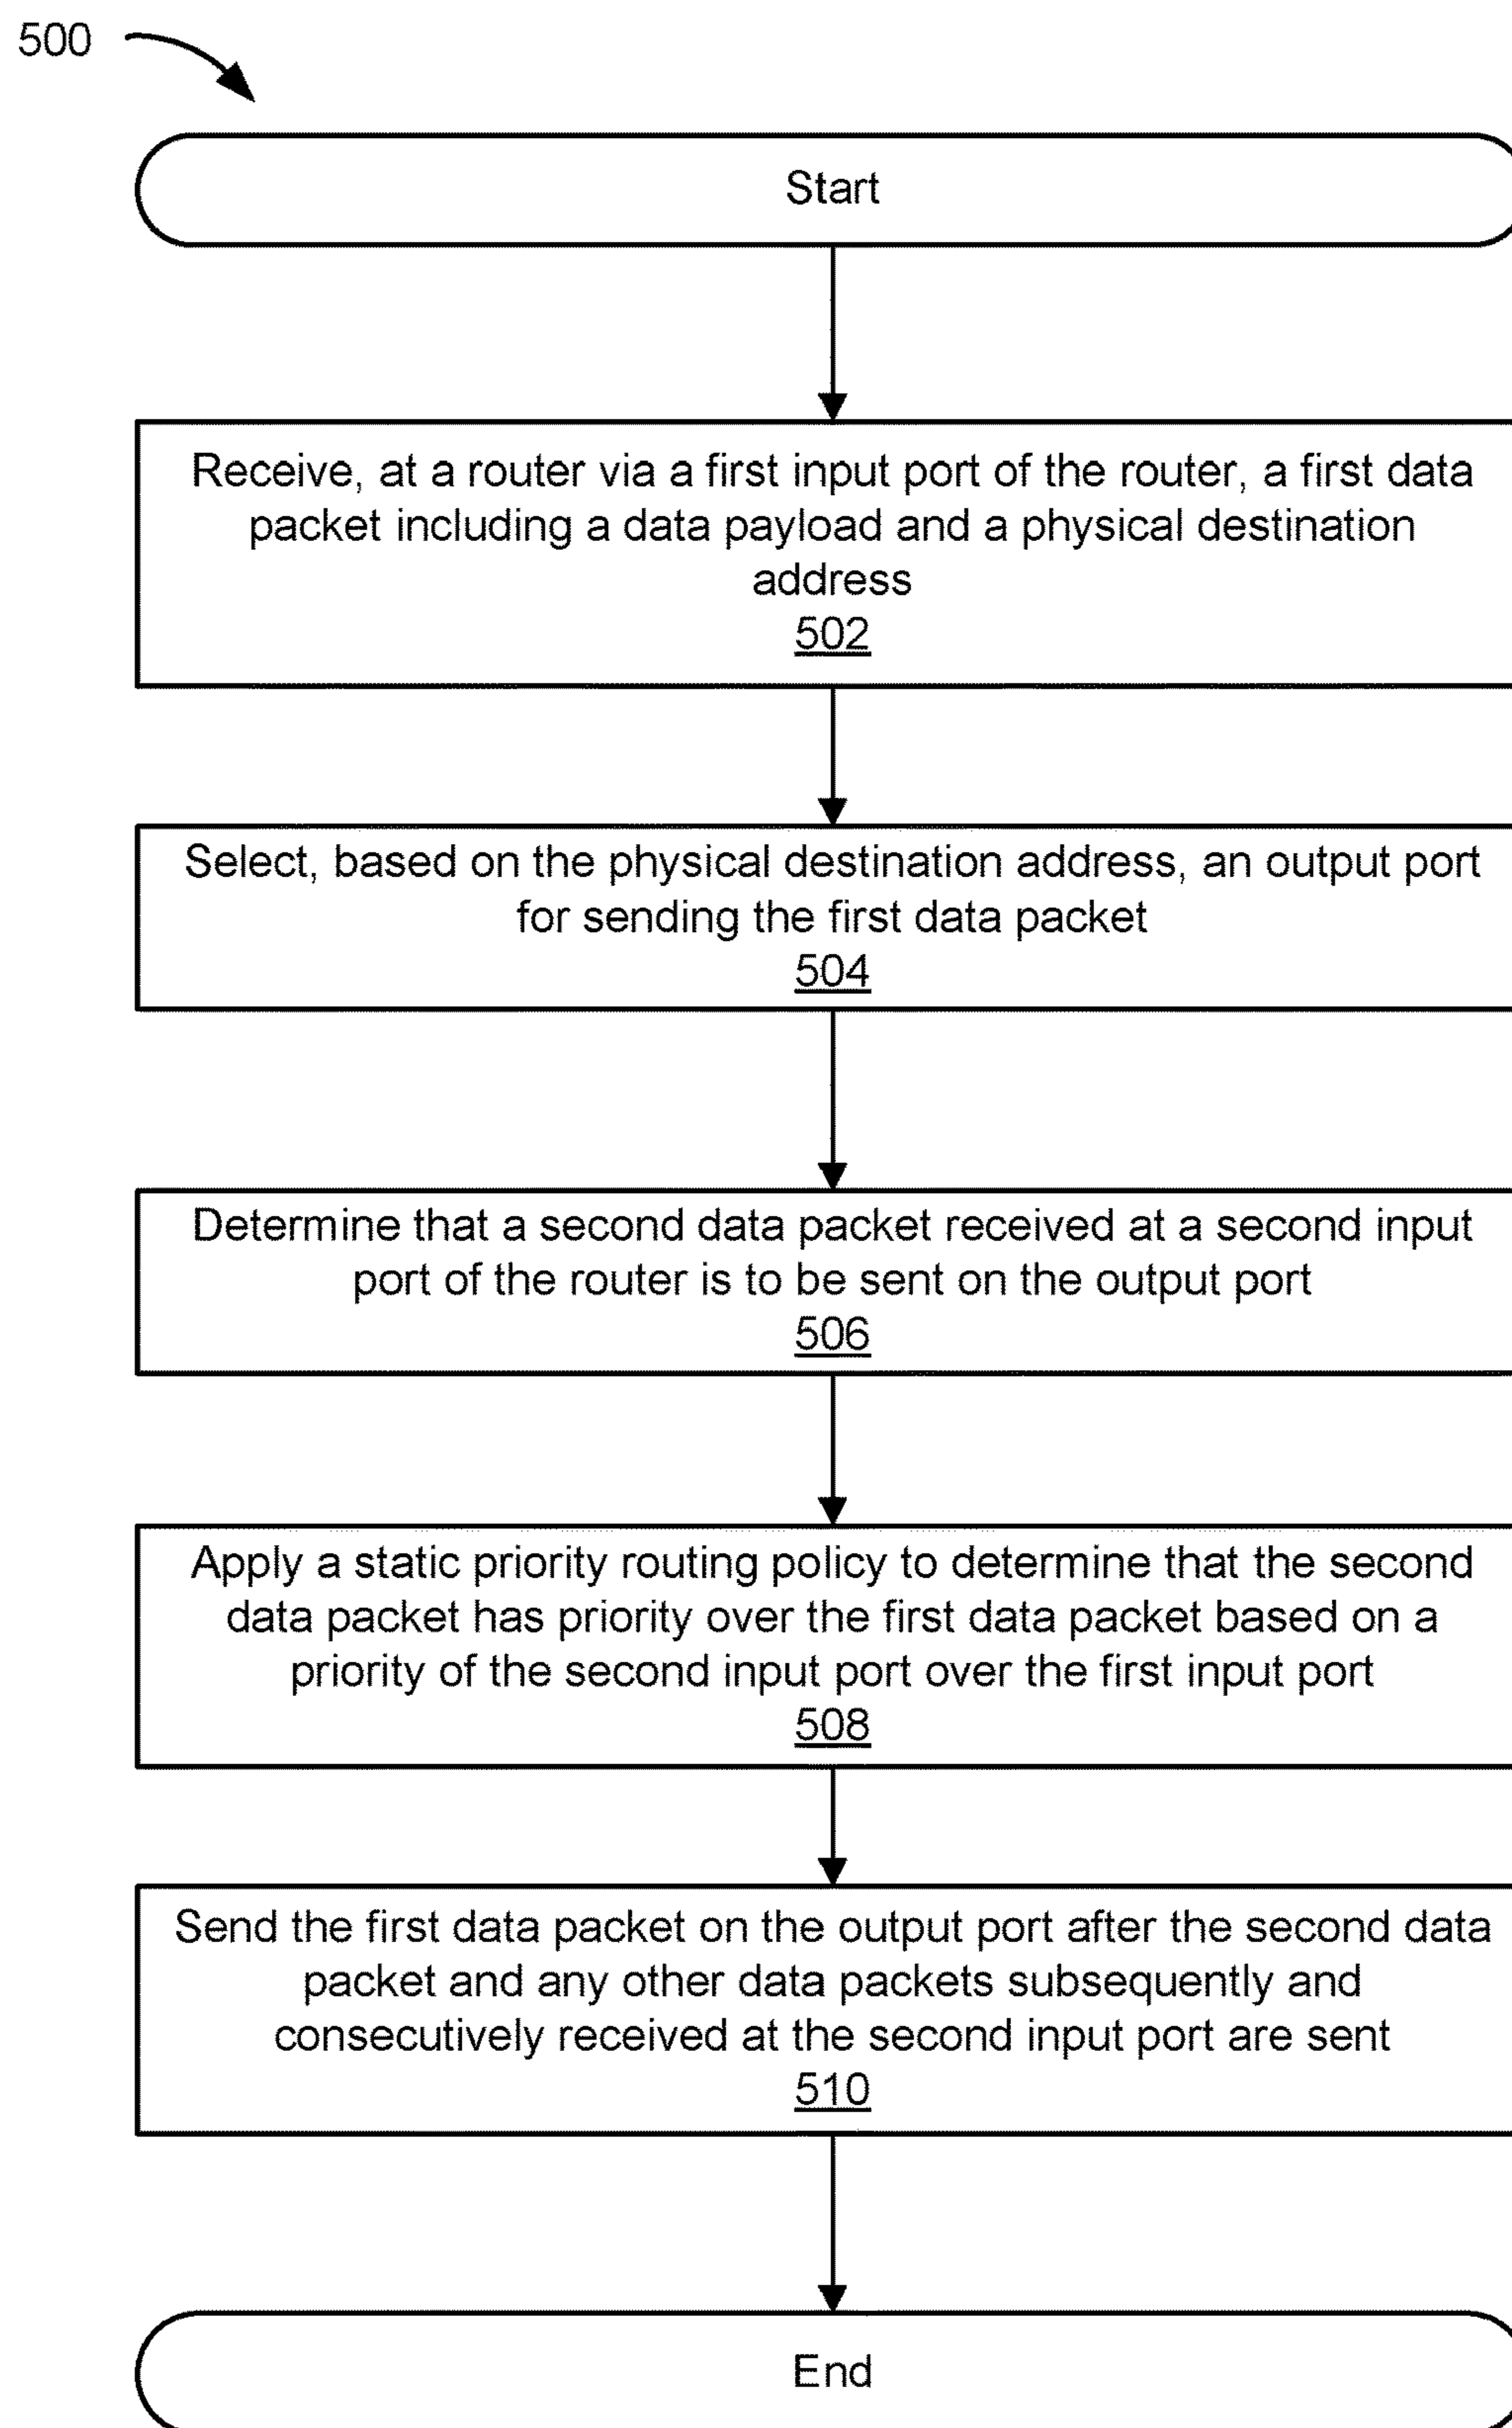 500
Start
Receive, at a router via a first input port of the router, a first data
packet including a data payload and a physical destination
address
502
Select, based on the physical destination address, an output port
for sending the first data packet
504
Determine that a second data packet received at a second input
port of the router is to be sent on the output port
506
Apply a static priority routing policy to determine that the second
data packet has priority over the first data packet based on a
priority of the second input port over the first input port
508
Send the first data packet on the output port after the second data
packet and any other data packets subsequently and
consecutively received at the second input port are sent
510
End